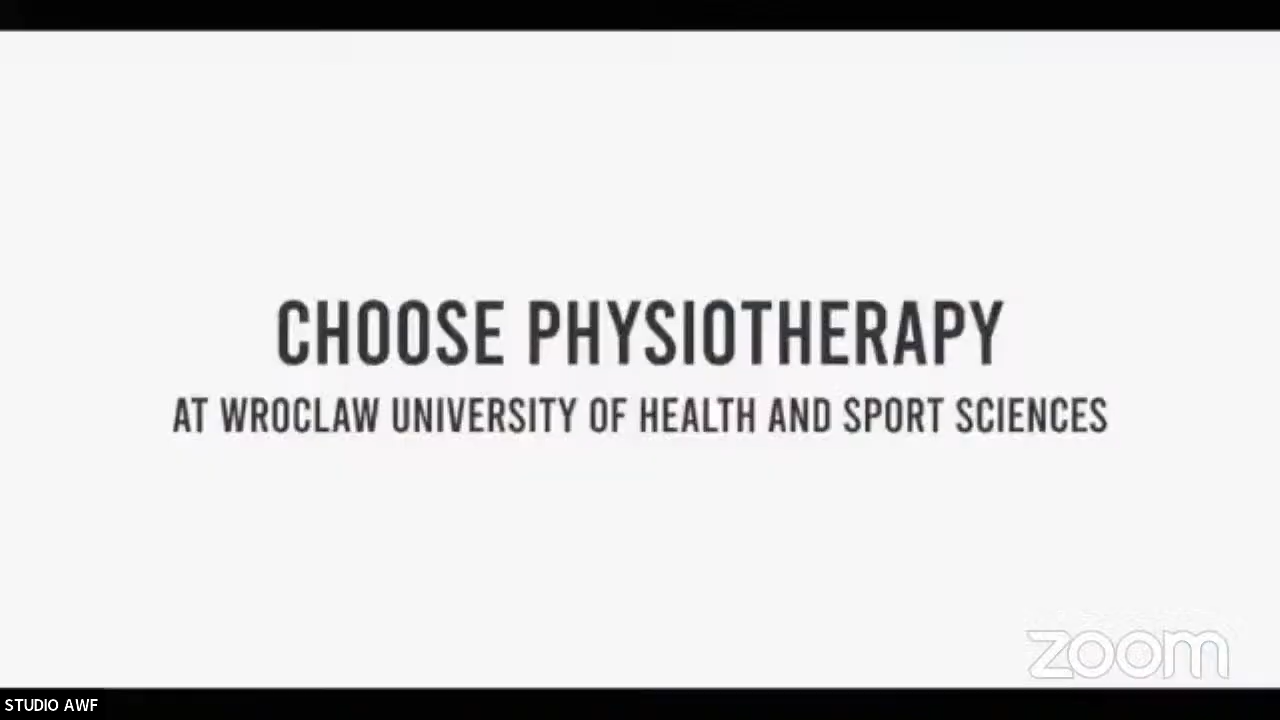 CHOOSE PHYSIOTHERAPY
AT WROCLAW UNIVERSITY OF HEALTH AND SPORT SCIENCES
zoom
STUDIO AWF